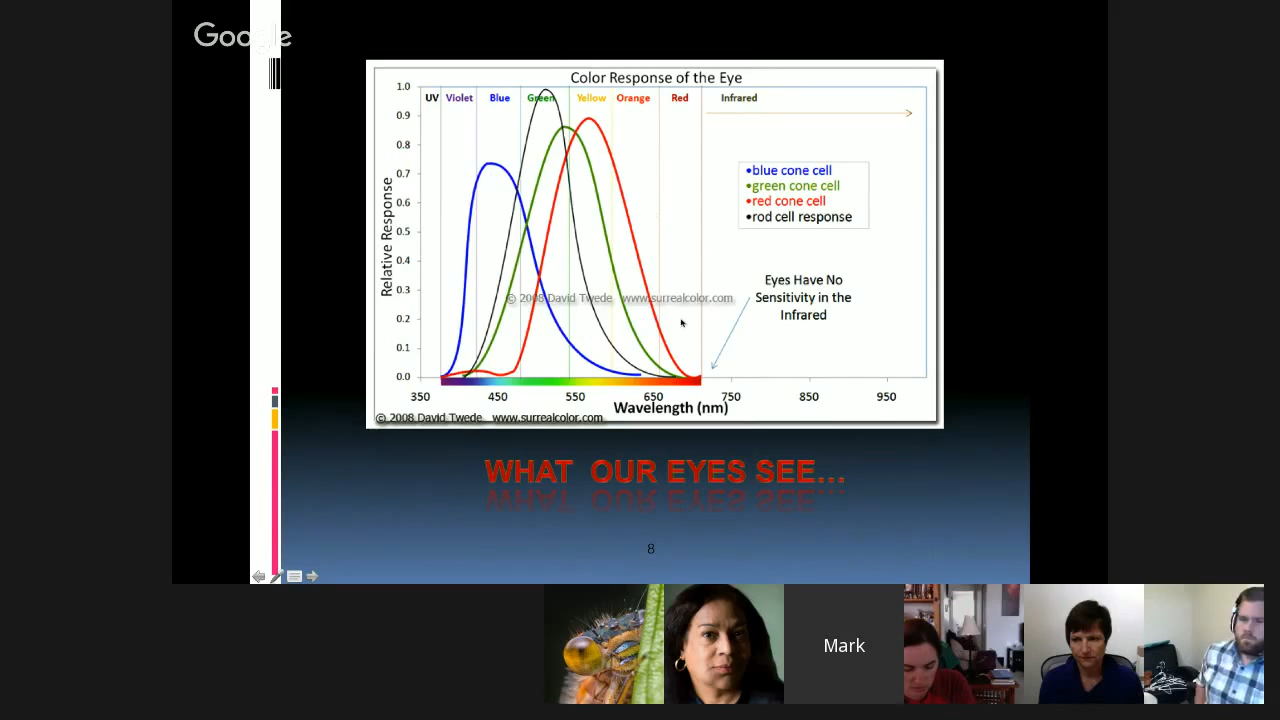 Google
Color Response of the Eye
UV Violet Blue Green Yellow Orange Red Infrared
1.0
0.9
0.8
0.7
0.6
0.5
0.4
0.3
0.2
0.1
0.0
Relative Response
•blue cone cell
•green cone cell
•red cone cell
•rod cell response
Eyes Have No
Sensitivity in the
Infrared
© 2008 David Twede www.surrealcolor.com
350 450 550 650 750 850 950
Wavelength (nm)
© 2008 David Twede www.surrealcolor.com
WHAT OUR EYES SEE...
8
Mark